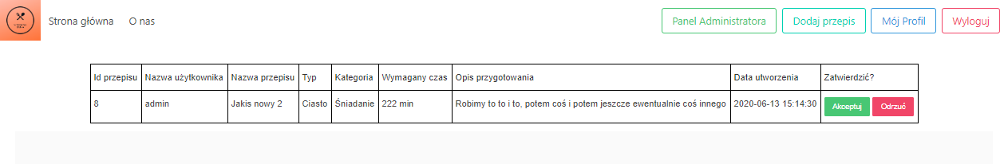 Strona główna O nas Panel Administratora Dodaj przepis Mój Profil Wyloguj
Id przepisu Nazwa użytkownika Nazwa przepisu Typ Kategoria Wymagany czas Opis przygotowania Data utworzenia Zatwierdzić?
8 admin Jakis nowy 2 Ciasto Śniadanie 222 min Robimy to to i to, potem coś i potem jeszcze ewentualnie coś innego 2020-06-13 15:14:30 Akceptuj Odrzuć